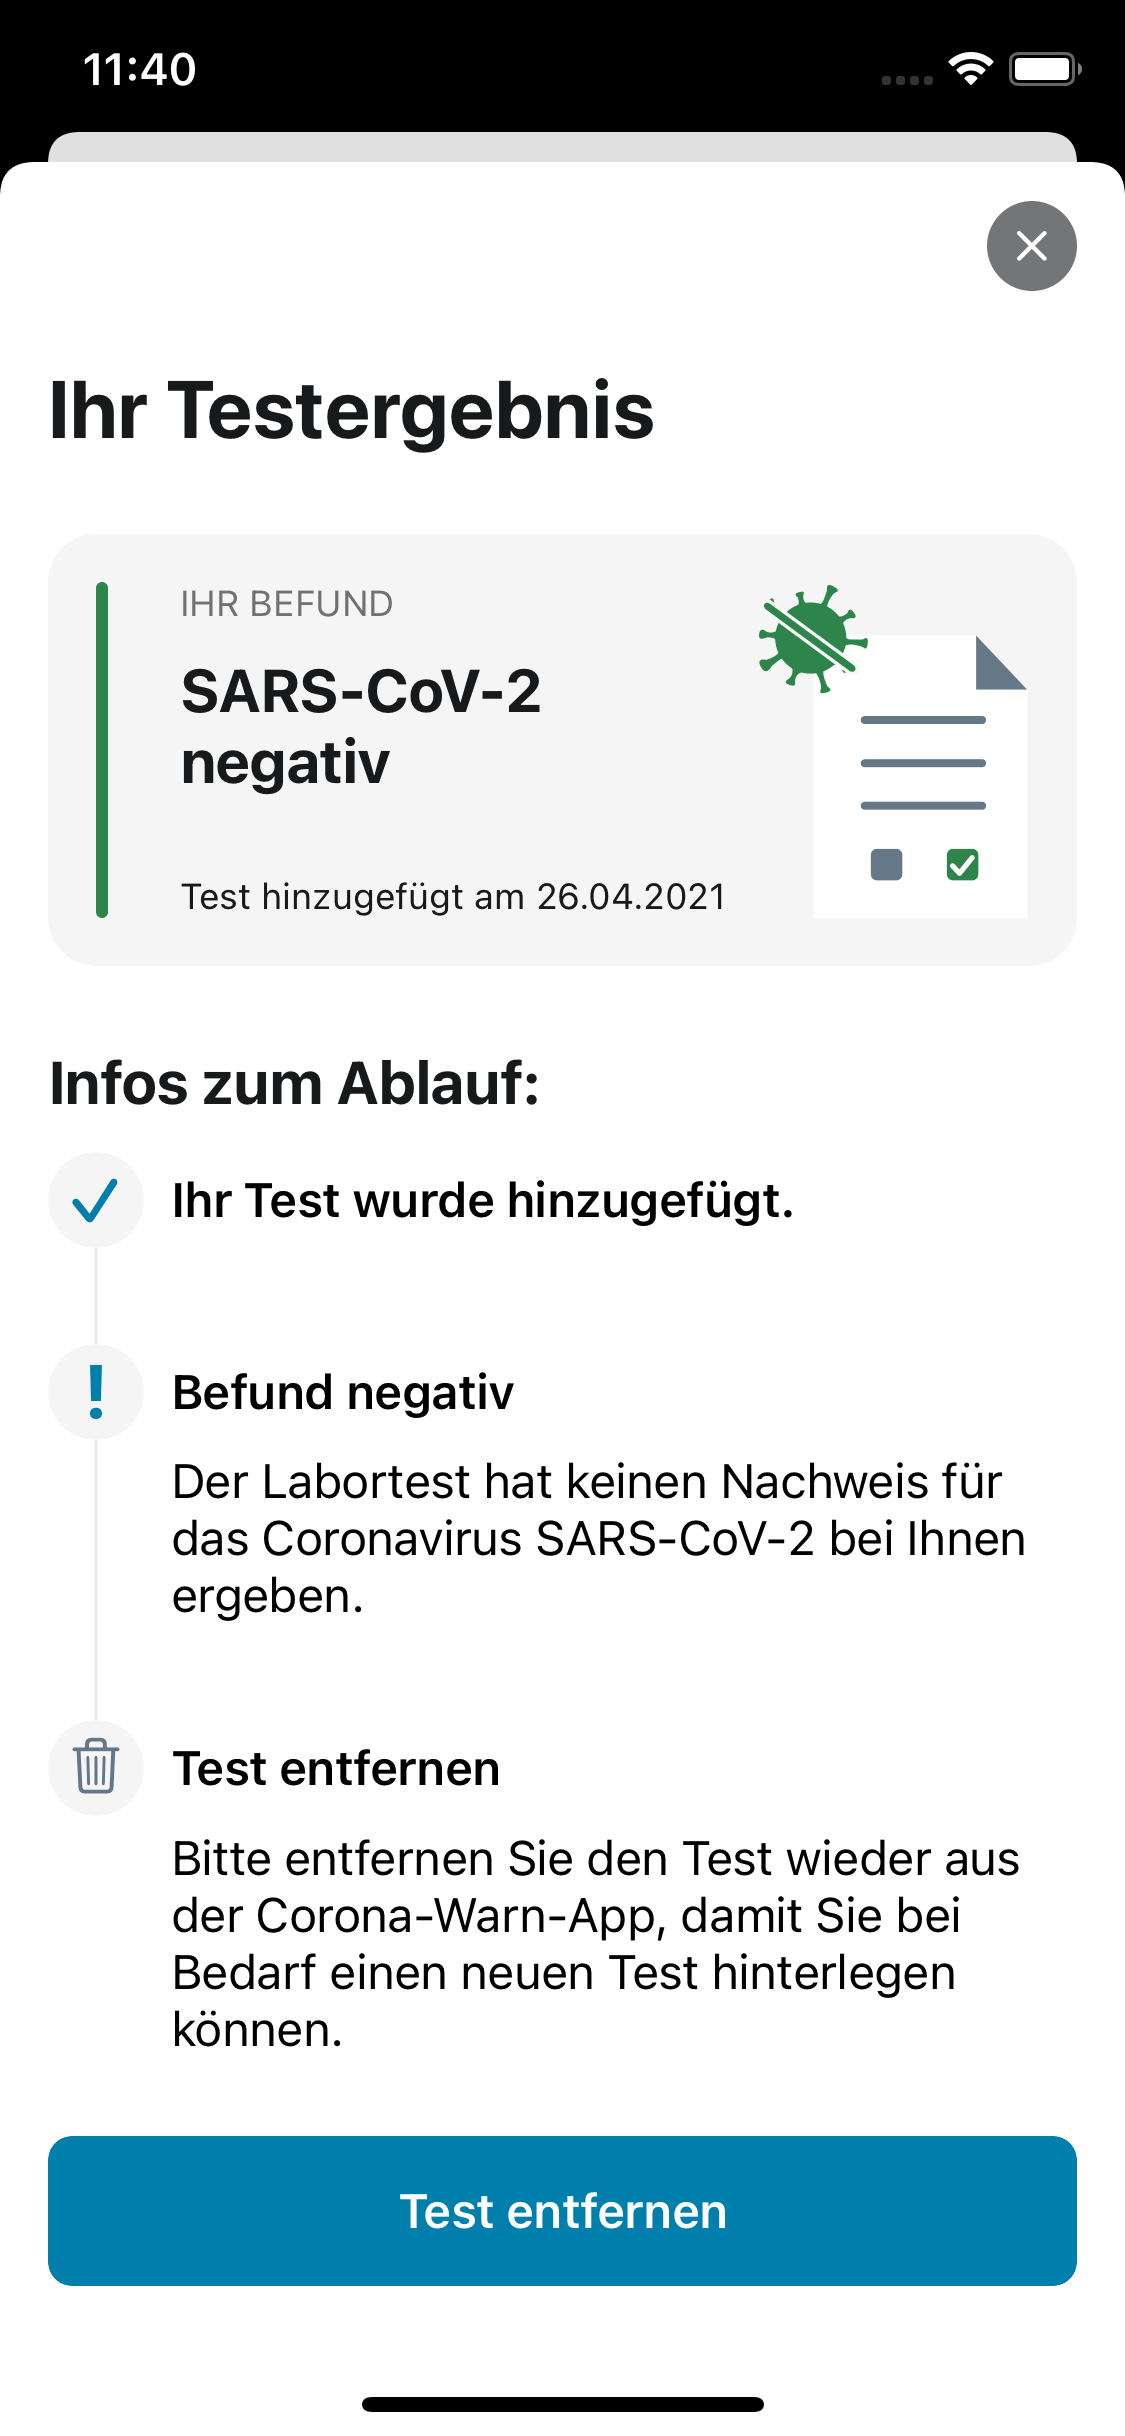 11:40
Ihr Testergebnis
IHR BEFUND
SARS-CoV-2
negativ
Test hinzugefügt am 26.04.2021
Infos zum Ablauf:
Ihr Test wurde hinzugefügt.
Befund negativ
Der Labortest hat keinen Nachweis für
das Coronavirus SARS-CoV-2 bei Ihnen
ergeben.
Test entfernen
Bitte entfernen Sie den Test wieder aus
der Corona-Warn-App, damit Sie bei
Bedarf einen neuen Test hinterlegen
können.
Test entfernen